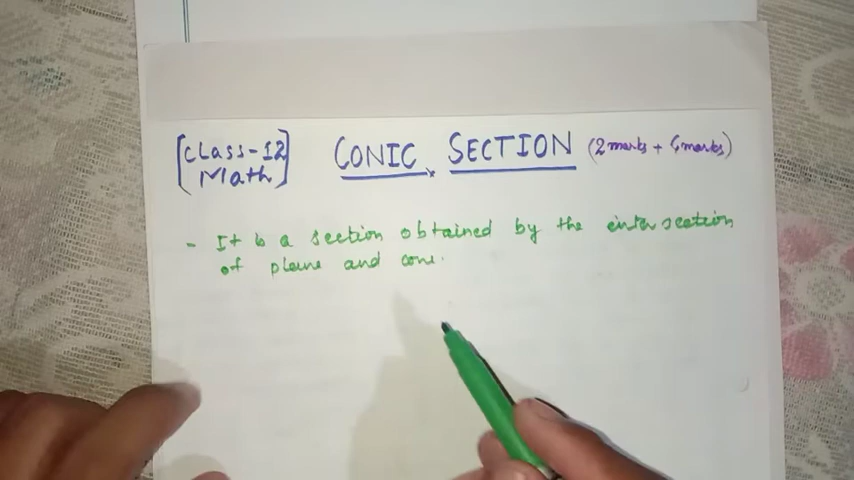 [Class-12
Math]
CONIC SECTION (2 marks + 4 marks)
- It is a section obtained by the intersection
of plane and cone.